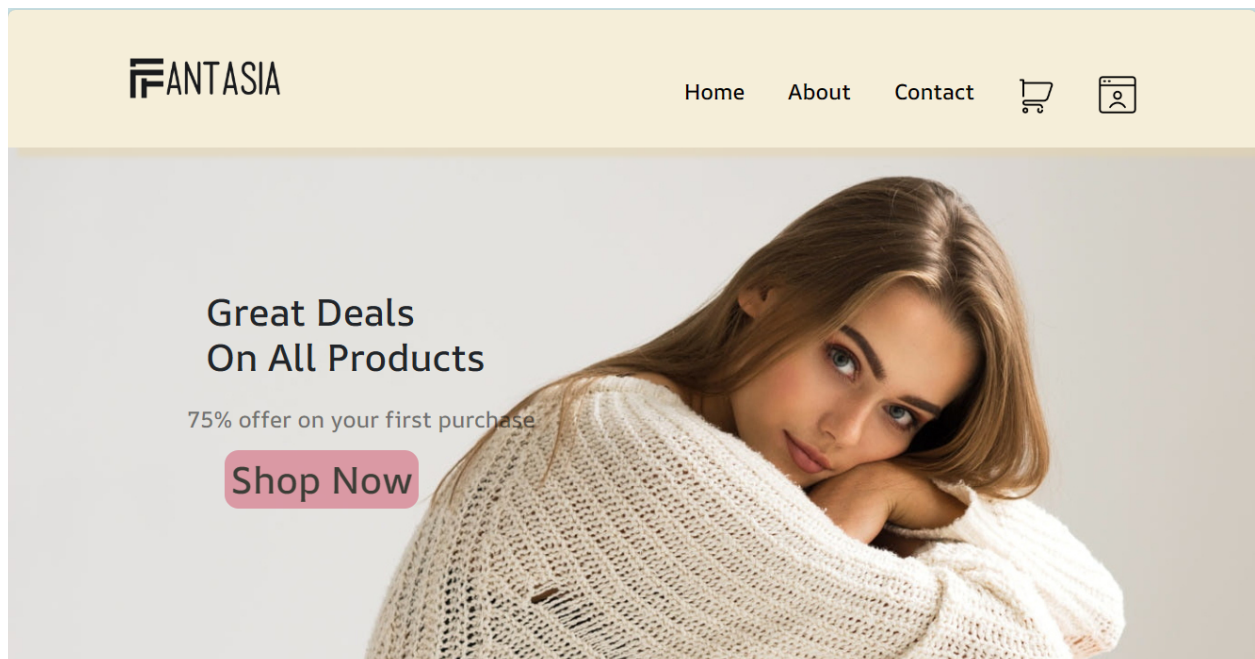 FANTASIA
Home About Contact
Great Deals
On All Products
75% offer on your first purchase
Shop Now